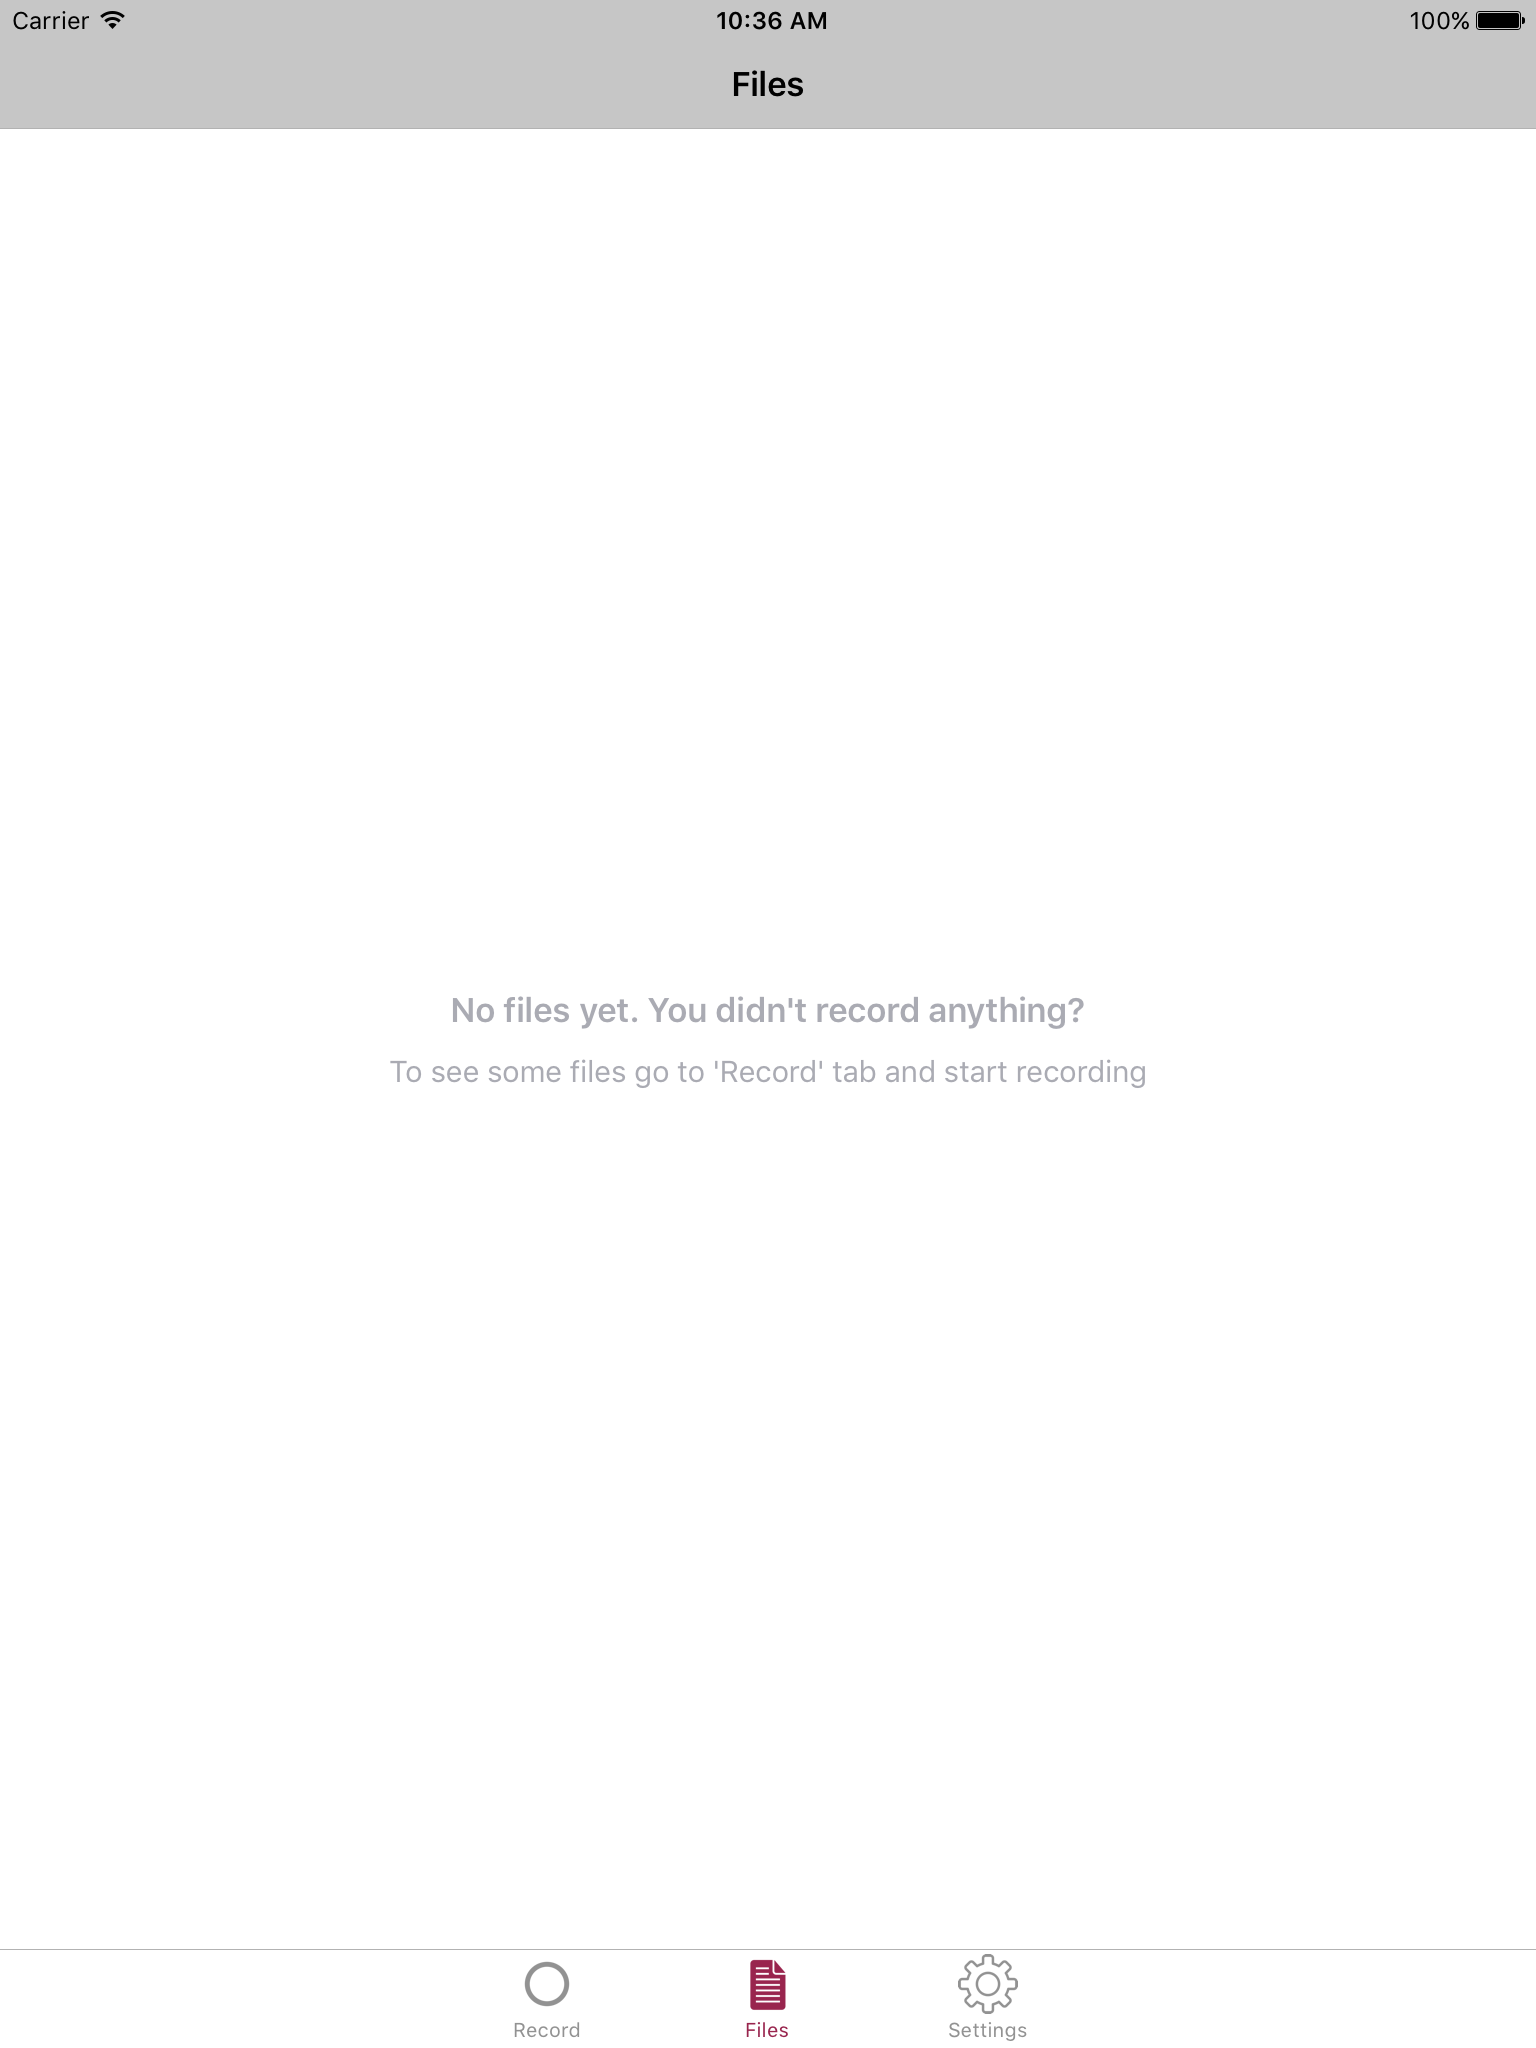 Carrier
10:36 AM
100%
Files
No files yet. You didn't record anything?
To see some files go to 'Record' tab and start recording
Record
Files
Settings